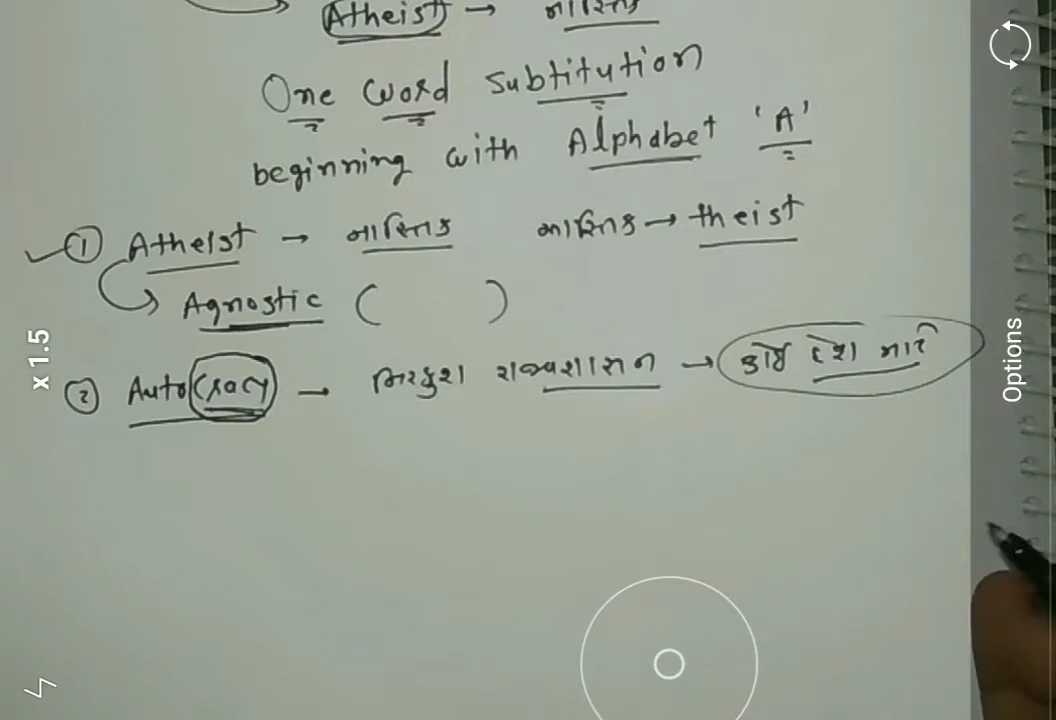 Atheist → નાસ્તિક
One word subtitution
beginning with Alphabet 'A'
① Atheist → નાસ્તિક આસ્તિક → theist
Agnostic ( )
② Autocracy → નિરંકુશ રાજ્યશાસન → કોઈ દેશ માટે
x 1.5
Options